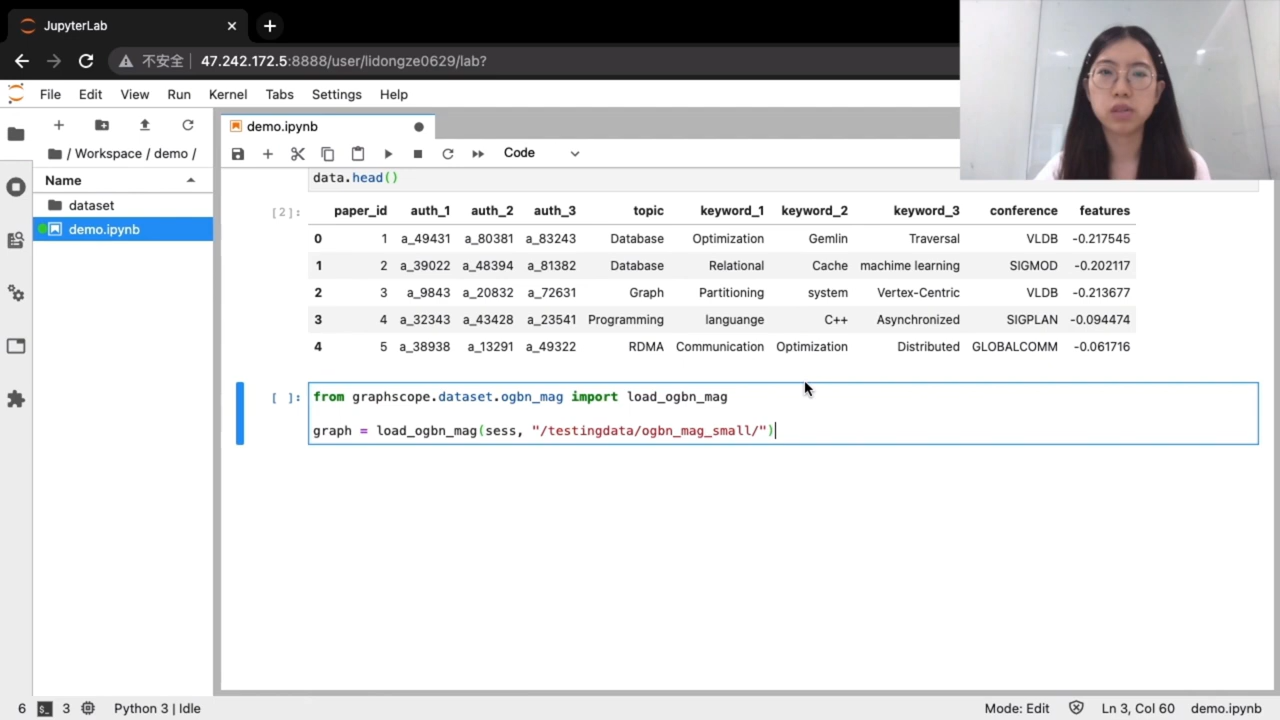 JupyterLab
不安全 47.242.172.5:8888/user/lidongze0629/lab?
File Edit View Run Kernel Tabs Settings Help
demo.ipynb
/ Workspace / demo /
Code
Name
data.head()
dataset
demo.ipynb
[2]: paper_id auth_1 auth_2 auth_3 topic keyword_1 keyword_2 keyword_3 conference features
0 1 a_49431 a_80381 a_83243 Database Optimization Gemlin Traversal VLDB -0.217545
1 2 a_39022 a_48394 a_81382 Database Relational Cache machime learning SIGMOD -0.202117
2 3 a_9843 a_20832 a_72631 Graph Partitioning system Vertex-Centric VLDB -0.213677
3 4 a_32343 a_43428 a_23541 Programming languange C++ Asynchronized SIGPLAN -0.094474
4 5 a_38938 a_13291 a_49322 RDMA Communication Optimization Distributed GLOBALCOMM -0.061716
[ ]: from graphscope.dataset.ogbn_mag import load_ogbn_mag
graph = load_ogbn_mag(sess, "/testingdata/ogbn_mag_small/")
6 3 Python 3 | Idle Mode: Edit Ln 3, Col 60 demo.ipynb